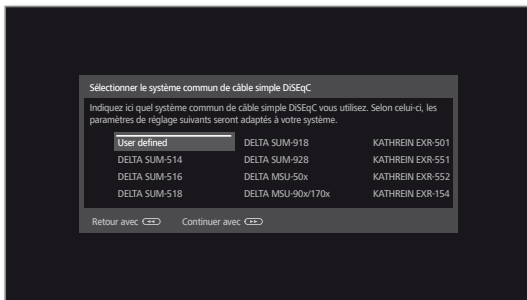 Sélectionner le système commun de câble simple DiSEqC
Indiquez ici quel système commun de câble simple DiSEqC vous utilisez. Selon celui-ci, les
paramètres de réglage suivants seront adaptés à votre système.
User defined DELTA SUM-918 KATHREIN EXR-501
DELTA SUM-514 DELTA SUM-928 KATHREIN EXR-551
DELTA SUM-516 DELTA MSU-50x KATHREIN EXR-552
DELTA SUM-518 DELTA MSU-90x/170x KATHREIN EXR-154
Retour avec Continuer avec